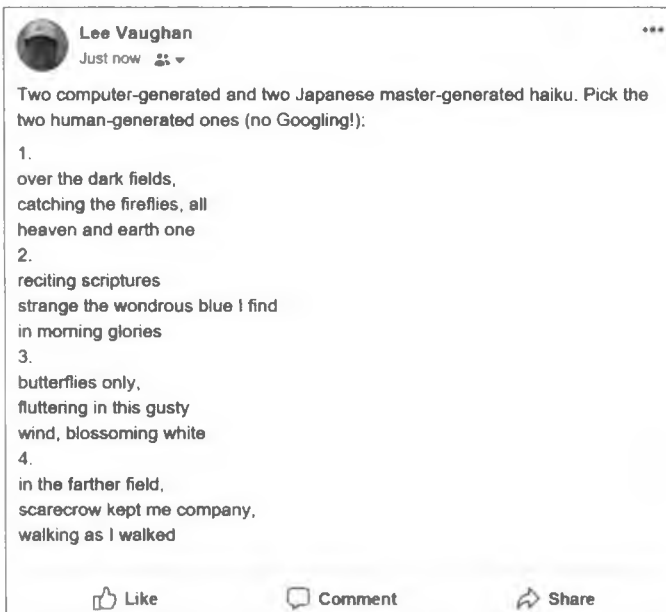 Lee Vaughan
Just now
Two computer-generated and two Japanese master-generated haiku. Pick the
two human-generated ones (no Googling!):
1.
over the dark fields,
catching the fireflies, all
heaven and earth one
2.
reciting scriptures
strange the wondrous blue I find
in morning glories
3.
butterflies only,
fluttering in this gusty
wind, blossoming white
4.
in the farther field,
scarecrow kept me company,
walking as I walked
Like Comment Share